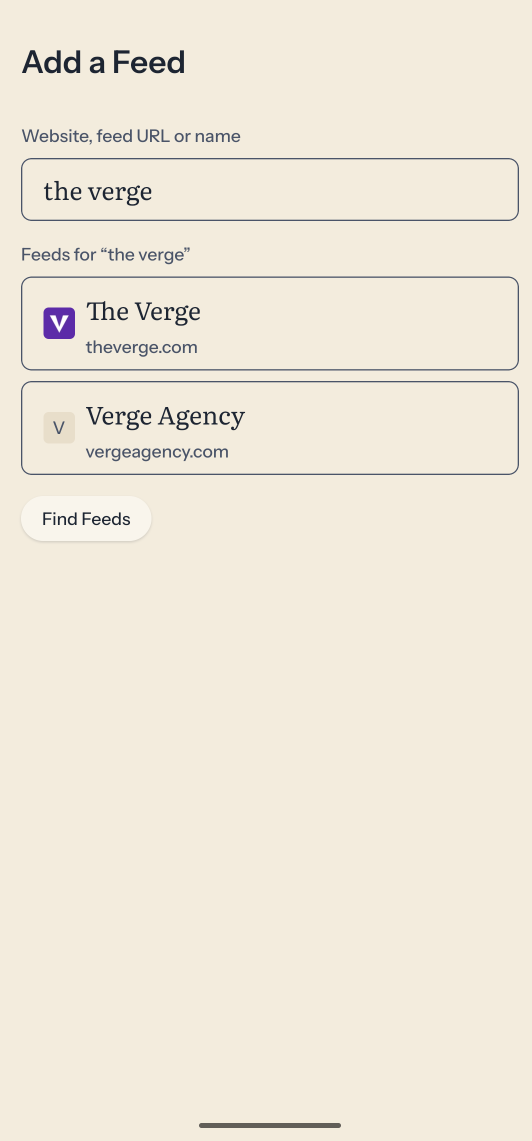 Add a Feed
Website, feed URL or name
the verge
Feeds for “the verge”
The Verge
theverge.com
V
Verge Agency
vergeagency.com
Find Feeds